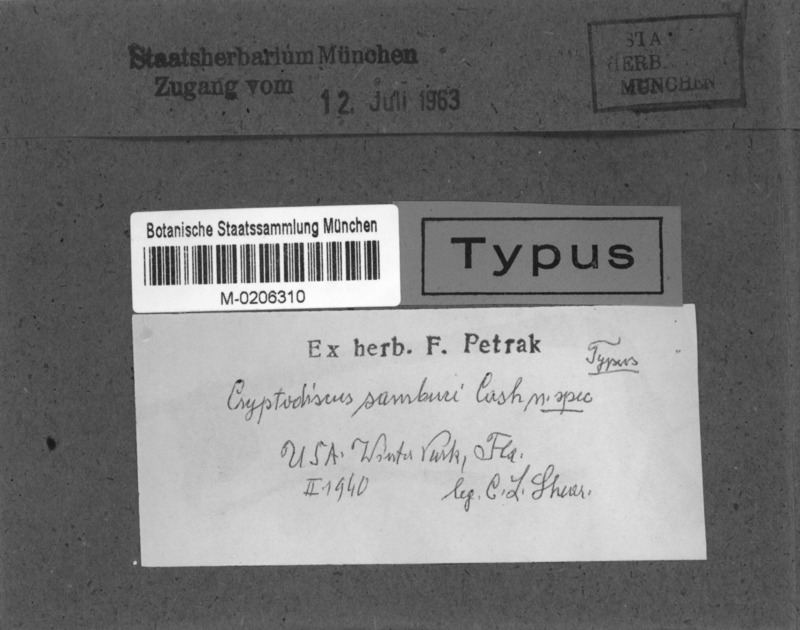 Staatsherbarium München
Zugang vom 12. Juli 1963
STA
HERB.
MÜNCHEN
Botanische Staatssammlung München
M-0206310
Typus
Ex herb. F. Petrak
Typus
Cryptodiscus samburi Cash n. spec
USA. Winter Park, Fla.
II 1940 leg. C. L. Shear.